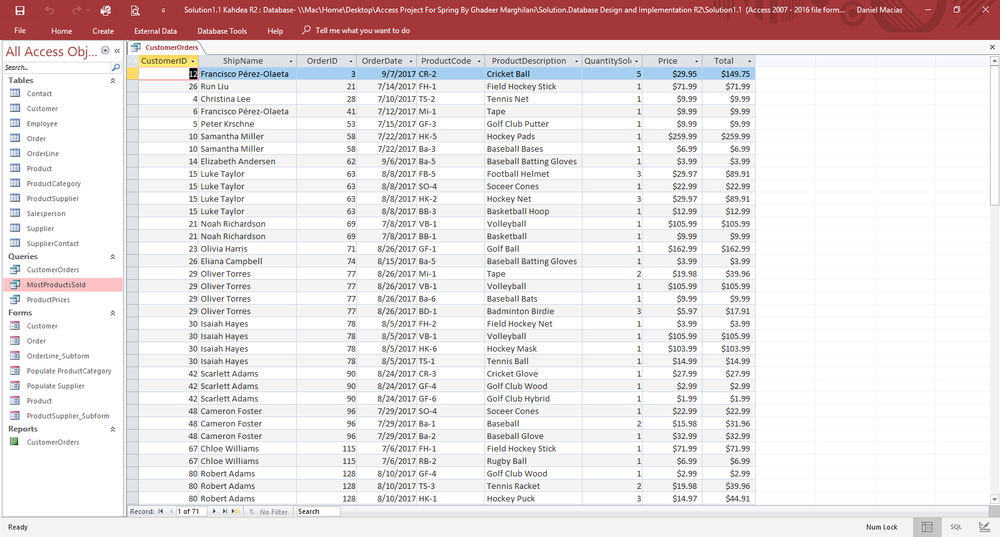 Solution1.1 Kahdea R2 : Database- \\Mac\Home\Desktop\Access Project For Spring By Ghadeer Marghilani\Solution.Database Design and Implementation R2\Solution1.1 (Access 2007 - 2016 file form... Daniel Macias
File Home Create External Data Database Tools Help Tell me what you want to do
All Access Obj... «
Search...
Tables
Contact
Customer
Employee
Order
OrderLine
Product
ProductCategory
ProductSupplier
Salesperson
Supplier
SupplierContact
Queries
CustomerOrders
MostProductsSold
ProductPrices
Forms
Customer
Order
OrderLine_Subform
Populate ProductCategory
Populate Supplier
Product
ProductSupplier_Subform
Reports
CustomerOrders
CustomerOrders
CustomerID ShipName OrderID OrderDate ProductCode ProductDescription QuantitySol Price Total
12 Francisco Pérez-Olaeta 3 9/7/2017 CR-2 Cricket Ball 5 $29.95 $149.75
26 Run Liu 21 7/14/2017 FH-1 Field Hockey Stick 1 $71.99 $71.99
4 Christina Lee 28 7/10/2017 TS-2 Tennis Net 1 $9.99 $9.99
6 Francisco Pérez-Olaeta 41 7/12/2017 Mi-1 Tape 1 $9.99 $9.99
5 Peter Krschne 53 7/15/2017 GF-3 Golf Club Putter 1 $9.99 $9.99
10 Samantha Miller 58 7/22/2017 HK-5 Hockey Pads 1 $259.99 $259.99
10 Samantha Miller 58 7/22/2017 Ba-3 Baseball Bases 1 $6.99 $6.99
14 Elizabeth Andersen 62 9/6/2017 Ba-5 Baseball Batting Gloves 1 $3.99 $3.99
15 Luke Taylor 63 8/8/2017 FB-5 Football Helmet 3 $29.97 $89.91
15 Luke Taylor 63 8/8/2017 SO-4 Soceer Cones 1 $22.99 $22.99
15 Luke Taylor 63 8/8/2017 HK-2 Hockey Net 3 $29.97 $89.91
15 Luke Taylor 63 8/8/2017 BB-3 Basketball Hoop 1 $12.99 $12.99
21 Noah Richardson 69 7/8/2017 VB-1 Volleyball 1 $105.99 $105.99
21 Noah Richardson 69 7/8/2017 BB-1 Basketball 1 $9.99 $9.99
23 Olivia Harris 71 8/26/2017 GF-1 Golf Ball 1 $162.99 $162.99
26 Eliana Campbell 74 8/15/2017 Ba-5 Baseball Batting Gloves 1 $3.99 $3.99
29 Oliver Torres 77 8/26/2017 Mi-1 Tape 2 $19.98 $39.96
29 Oliver Torres 77 8/26/2017 VB-1 Volleyball 1 $105.99 $105.99
29 Oliver Torres 77 8/26/2017 Ba-6 Baseball Bats 1 $9.99 $9.99
29 Oliver Torres 77 8/26/2017 BD-1 Badminton Birdie 3 $5.97 $17.91
30 Isaiah Hayes 78 8/5/2017 FH-2 Field Hockey Net 1 $3.99 $3.99
30 Isaiah Hayes 78 8/5/2017 VB-1 Volleyball 1 $105.99 $105.99
30 Isaiah Hayes 78 8/5/2017 HK-6 Hockey Mask 1 $103.99 $103.99
30 Isaiah Hayes 78 8/5/2017 TS-1 Tennis Ball 1 $14.99 $14.99
42 Scarlett Adams 90 8/24/2017 CR-3 Cricket Glove 1 $27.99 $27.99
42 Scarlett Adams 90 8/24/2017 GF-4 Golf Club Wood 1 $2.99 $2.99
42 Scarlett Adams 90 8/24/2017 GF-6 Golf Club Hybrid 1 $1.99 $1.99
48 Cameron Foster 96 7/29/2017 SO-4 Soceer Cones 1 $22.99 $22.99
48 Cameron Foster 96 7/29/2017 Ba-1 Baseball 2 $15.98 $31.96
48 Cameron Foster 96 7/29/2017 Ba-2 Baseball Glove 1 $32.99 $32.99
67 Chloe Williams 115 7/6/2017 FH-1 Field Hockey Stick 1 $71.99 $71.99
67 Chloe Williams 115 7/6/2017 RB-2 Rugby Ball 1 $6.99 $6.99
80 Robert Adams 128 8/10/2017 GF-4 Golf Club Wood 1 $2.99 $2.99
80 Robert Adams 128 8/10/2017 TS-3 Tennis Racket 2 $19.98 $39.96
80 Robert Adams 128 8/10/2017 HK-1 Hockey Puck 3 $14.97 $44.91
Record: 1 of 71 No Filter Search
Ready Num Lock SQL